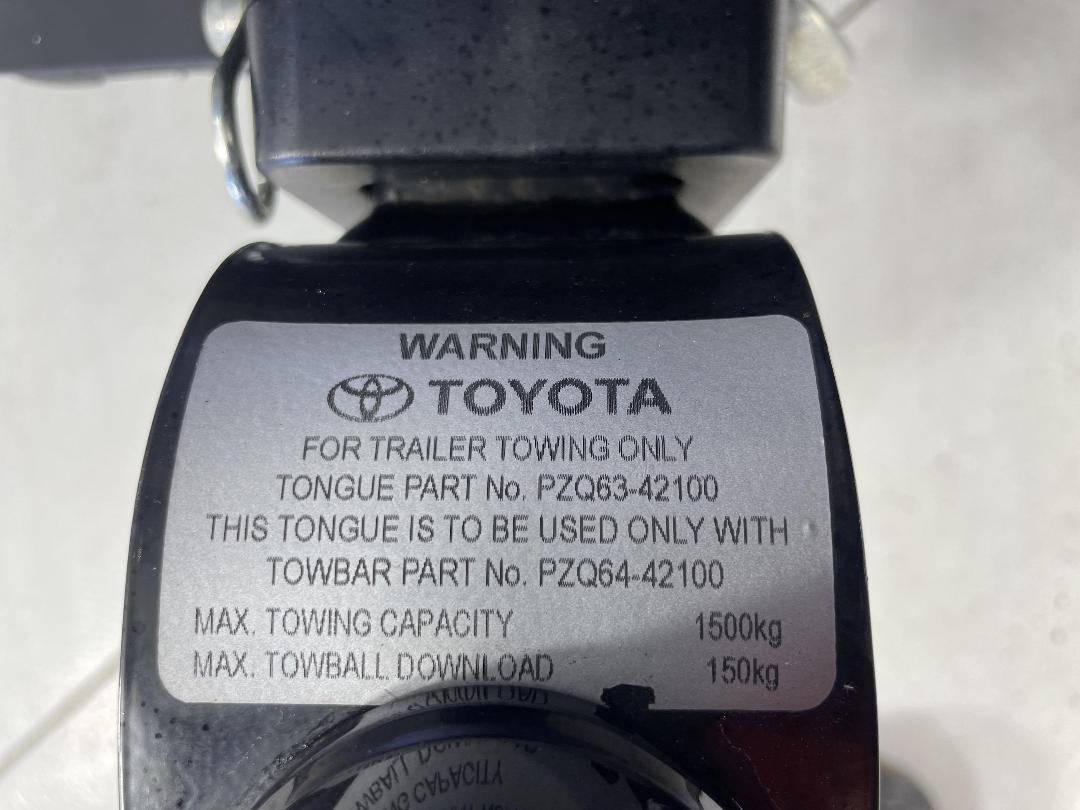 WARNING
TOYOTA
FOR TRAILER TOWING ONLY
TONGUE PART No. PZQ63-42100
THIS TONGUE IS TO BE USED ONLY WITH
TOWBAR PART No. PZQ64-42100
MAX. TOWING CAPACITY 1500kg
MAX. TOWBALL DOWNLOAD 150kg